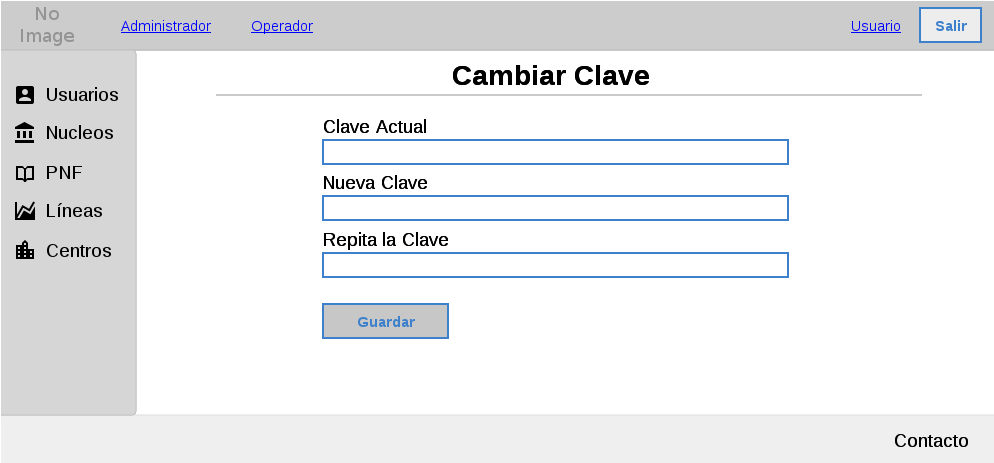 No
Image
Administrador
Operador
Usuario
Salir
Usuarios
Nucleos
PNF
Líneas
Centros
Cambiar Clave
Clave Actual
Nueva Clave
Repita la Clave
Guardar
Contacto